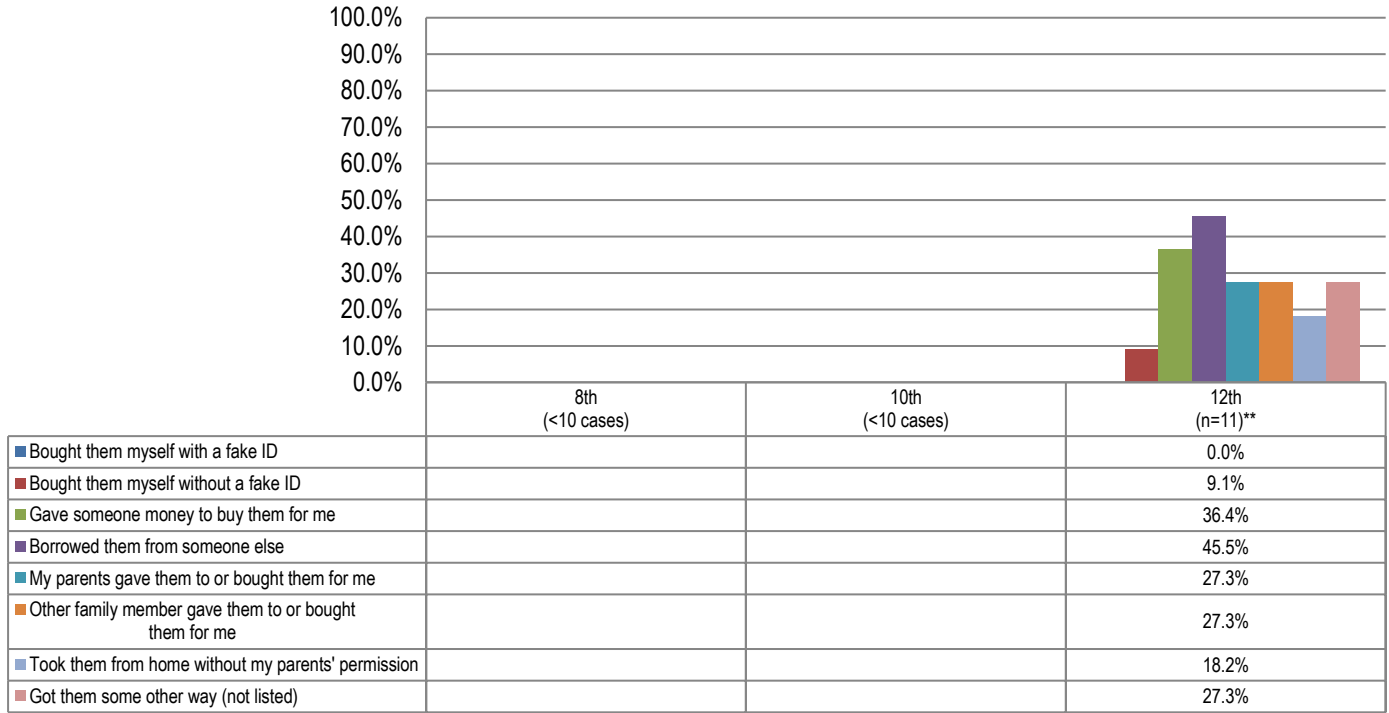 100.0%
90.0%
80.0%
70.0%
60.0%
50.0%
40.0%
30.0%
20.0%
10.0%
0.0%
8th
(<10 cases)
10th
(<10 cases)
12th
(n=11)**
Bought them myself with a fake ID 0.0%
Bought them myself without a fake ID 9.1%
Gave someone money to buy them for me 36.4%
Borrowed them from someone else 45.5%
My parents gave them to or bought them for me 27.3%
Other family member gave them to or bought
them for me 27.3%
Took them from home without my parents' permission 18.2%
Got them some other way (not listed) 27.3%